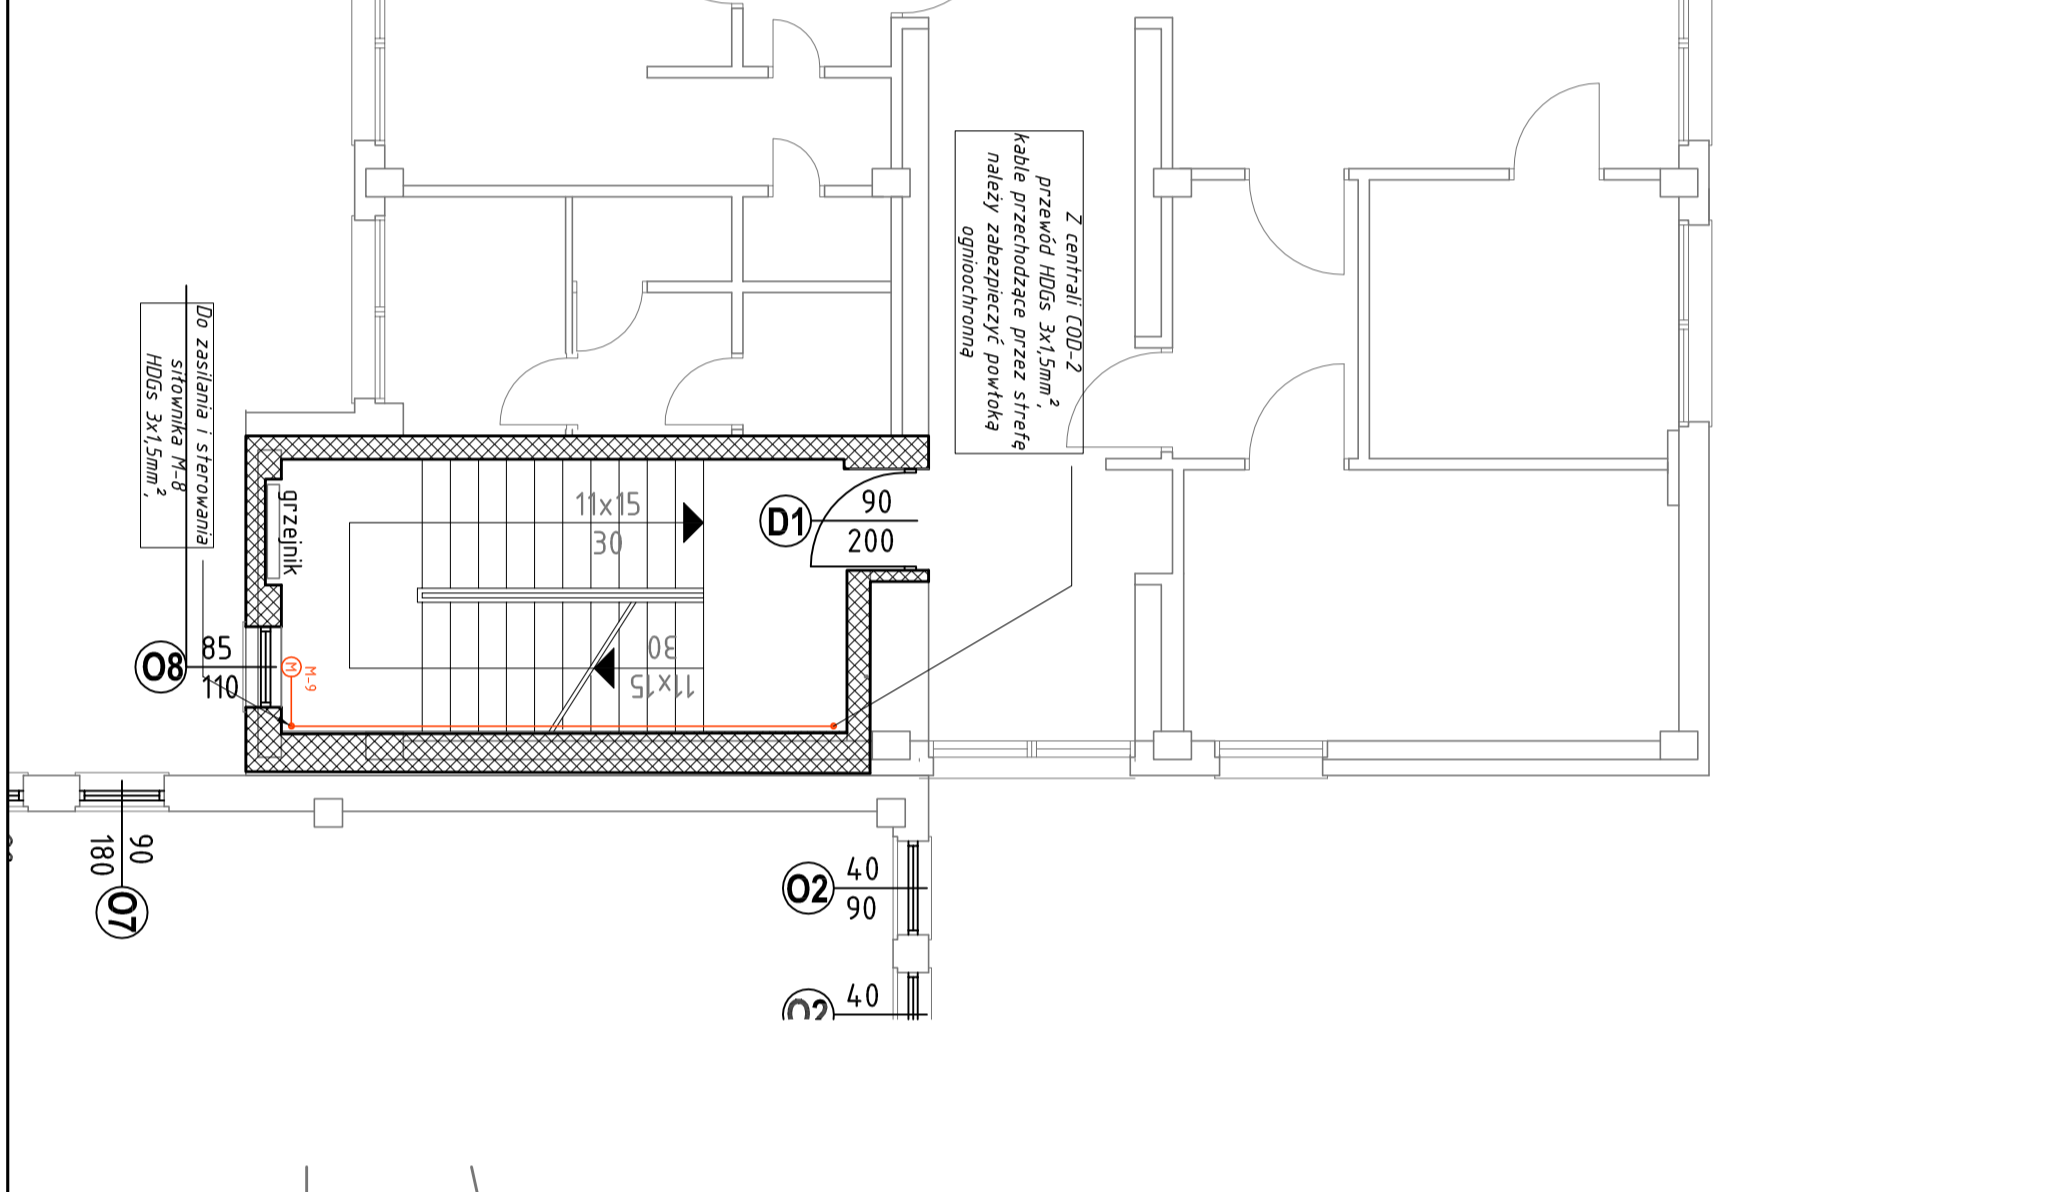 Z centrali COD-2
przewód HDGs 3x1,5mm²,
kable przechodzące przez strefę
należy zabezpieczyć powłoką
ognioochronną
Do zasilania i sterowania
siłownika M-8
HDGs 3x1,5mm²,
grzejnik
11x15
30
D1
90
200
30
11x15
O8
85
110
M
M-9
90
180
O7
O2
40
90
O2
40